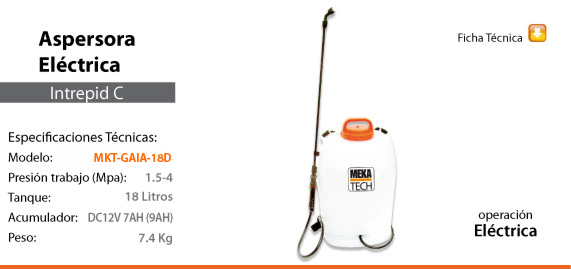 Aspersora
Eléctrica
Ficha Técnica
Intrepid C
Especificaciones Técnicas:
Modelo: MKT-GAIA-18D
Presión trabajo (Mpa): 1.5-4
Tanque: 18 Litros
Acumulador: DC12V 7AH (9AH)
Peso: 7.4 Kg
MEKA
TECH
operación
Eléctrica